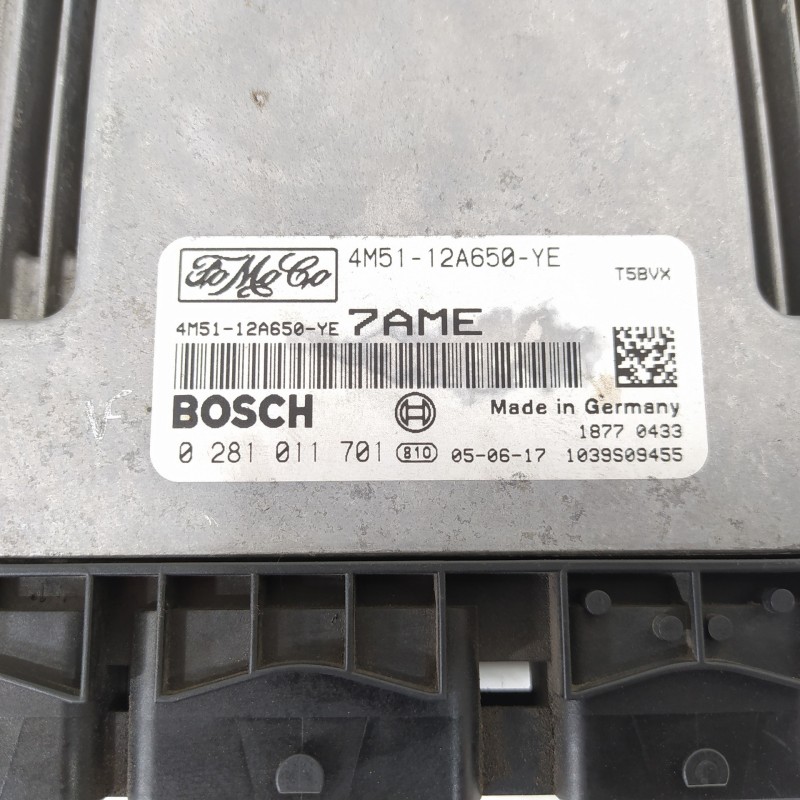 FoMoCo
4M51-12A650-YE
T5BVX
4M51-12A650-YE 7AME
BOSCH
Made in Germany
1877 0433
0 281 011 701 810 05-06-17 1039S09455
VF